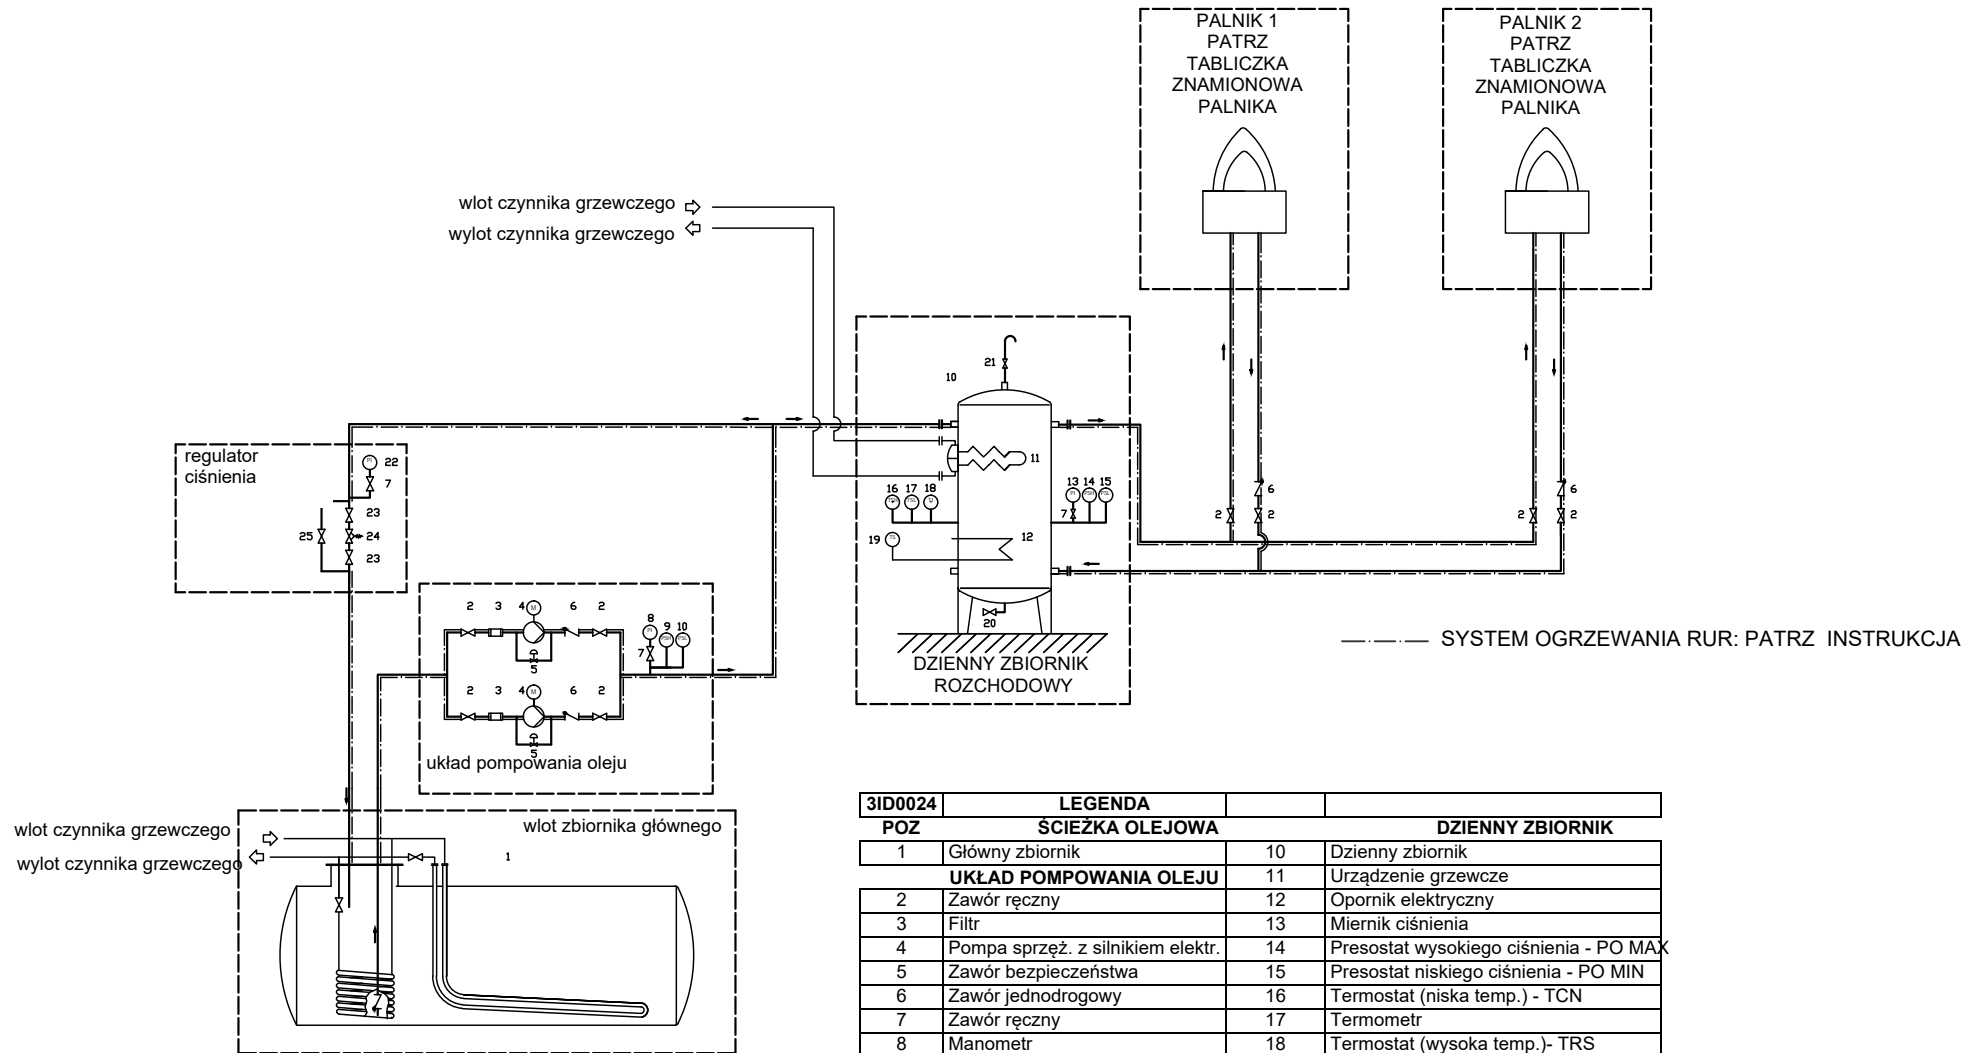 PALNIK 1
PATRZ
TABLICZKA
ZNAMIONOWA
PALNIKA
PALNIK 2
PATRZ
TABLICZKA
ZNAMIONOWA
PALNIKA
wlot czynnika grzewczego
wylot czynnika grzewczego
21
10
11
16 17 18
13 14 15
PI PSH PSL
7
19 TS
12
20
DZIENNY ZBIORNIK
ROZCHODOWY
6
2 2
6
2 2
regulator
ciśnienia
PI 22
7
23
25 24
23
2 3 4 M 6 2
5
8 9 10
PI PSH PSL
7
2 3 4 M 6 2
5
układ pompowania oleju
SYSTEM OGRZEWANIA RUR: PATRZ INSTRUKCJA
wlot czynnika grzewczego
wylot czynnika grzewczego
wlot zbiornika głównego
1
3ID0024 LEGENDA
POZ ŚCIEŻKA OLEJOWA DZIENNY ZBIORNIK
1 Główny zbiornik 10 Dzienny zbiornik
UKŁAD POMPOWANIA OLEJU 11 Urządzenie grzewcze
2 Zawór ręczny 12 Opornik elektryczny
3 Filtr 13 Miernik ciśnienia
4 Pompa sprzęż. z silnikiem elektr. 14 Presostat wysokiego ciśnienia - PO MAX
5 Zawór bezpieczeństwa 15 Presostat niskiego ciśnienia - PO MIN
6 Zawór jednodrogowy 16 Termostat (niska temp.) - TCN
7 Zawór ręczny 17 Termometr
8 Manometr 18 Termostat (wysoka temp.)- TRS